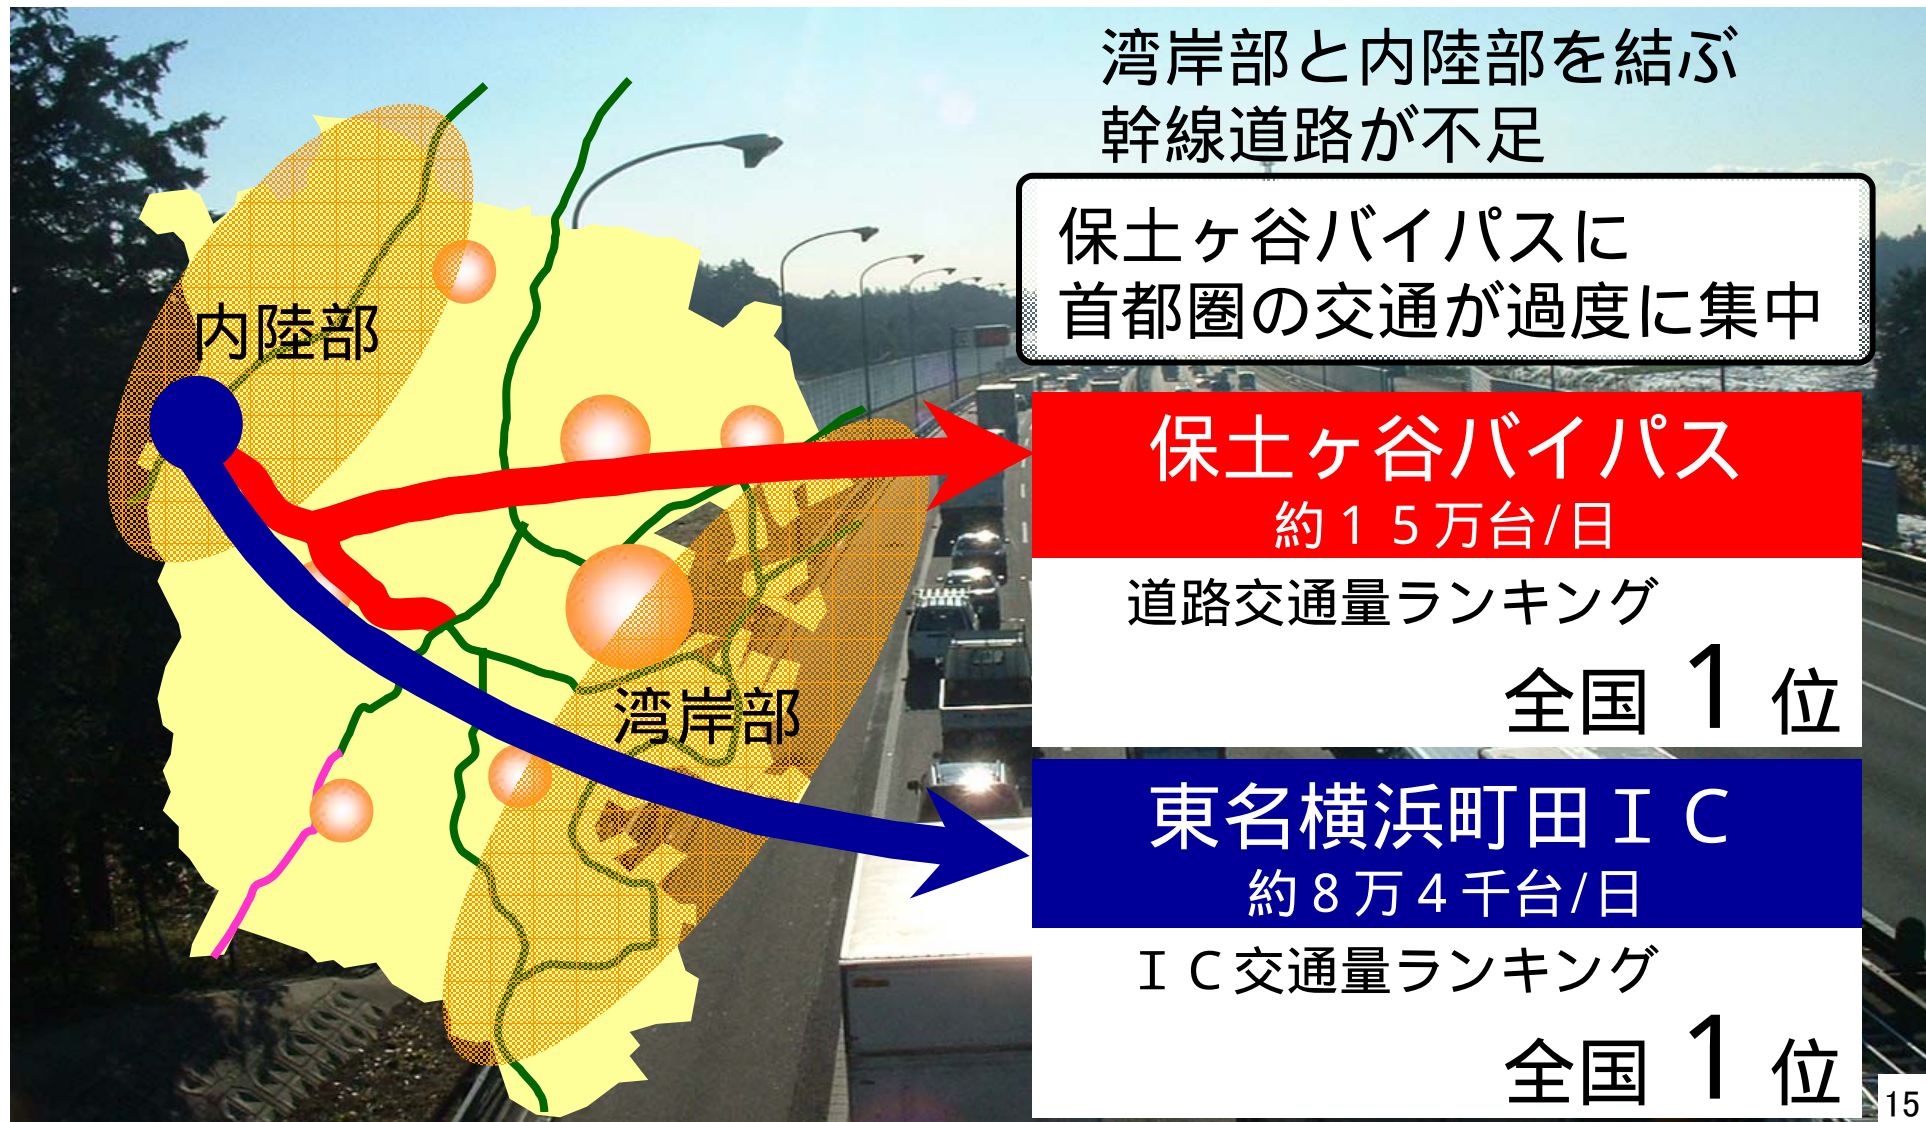 湾岸部と内陸部を結ぶ
幹線道路が不足
保土ヶ谷バイパスに
首都圏の交通が過度に集中
内陸部
湾岸部
保土ヶ谷バイパス
約１５万台/日
道路交通量ランキング
全国 1 位
東名横浜町田ＩＣ
約８万４千台/日
ＩＣ交通量ランキング
全国 1 位
15